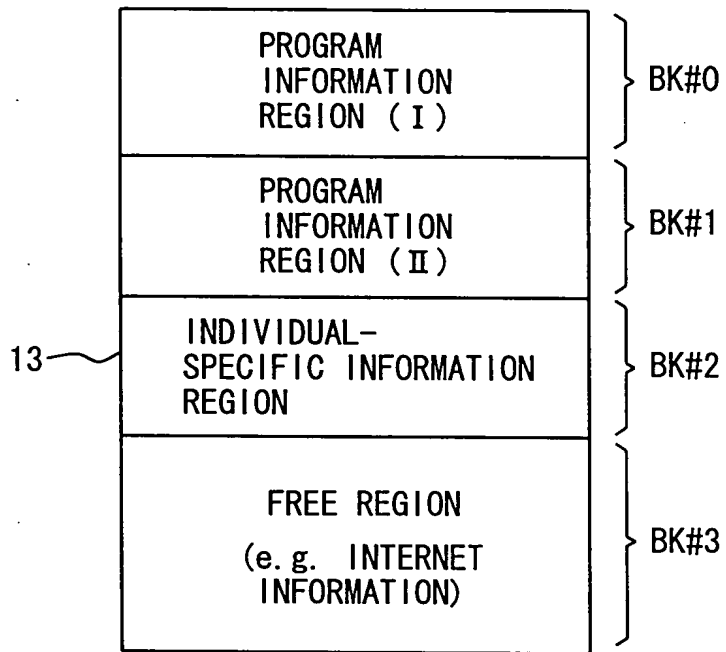 PROGRAM
INFORMATION
REGION (I)
BK#0
PROGRAM
INFORMATION
REGION (II)
BK#1
13
INDIVIDUAL-
SPECIFIC INFORMATION
REGION
BK#2
FREE REGION
(e.g. INTERNET
INFORMATION)
BK#3